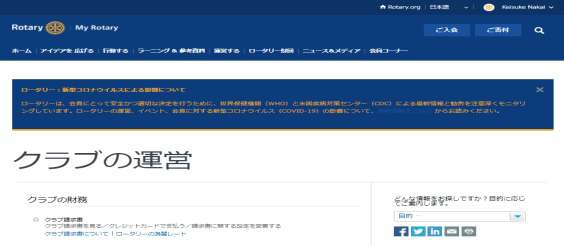 Rotary.org | 日本語
Keisuke Nakai
Rotary | My Rotary
ご入会 ご寄付
ホーム | アイデアを広げる | 行動する | ラーニング & 参考資料 | 運営する | ロータリー財団 | ニュース&メディア | 会員コーナー
ロータリー:新型コロナウイルスによる影響について
ロータリーは、会員にとって安全かつ適切な決定を行うために、世界保健機関(WHO)と米国疾病対策センター(CDC)による最新情報と勧告を注意深くモニタリ
ングしています。ロータリーの運営、イベント、会員に対する新型コロナウイルス(COVID-19)の影響について、 からお読みください。
クラブの運営
クラブの財務
クラブ請求書
クラブ請求書を見る/クレジットカードで支払う/請求書に関する設定を変更する
クラブ請求書について | ロータリーの為替レート
どんな情報をお探しですか?目的に応じ
てご案内します。
目的